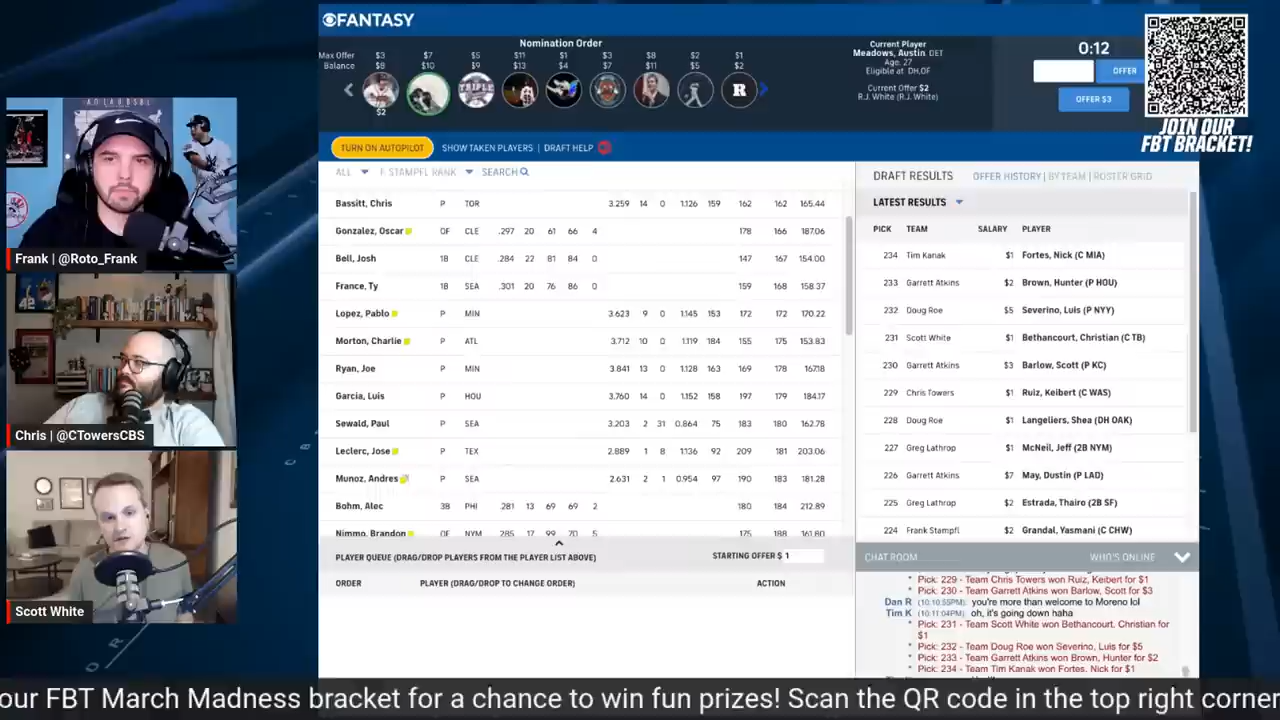 FANTASY
Nomination Order
Max Offer $3 $7 $5 $11 $1 $3 $8 $2 $1
Balance $8 $10 $9 $13 $4 $7 $11 $5 $2
TRIPLE
R
$2
Current Player
Meadows, Austin DET
Age: 27
Eligible at DH,OF
Current Offer $2
R.J. White (R.J. White)
0:12
OFFER
OFFER $3
JOIN OUR
FBT BRACKET!
TURN ON AUTOPILOT
SHOW TAKEN PLAYERS | DRAFT HELP
ALL
F. STAMPFL RANK
SEARCH
Bassitt, Chris P TOR 3.259 14 0 1.126 159 162 162 165.44
Gonzalez, Oscar OF CLE .297 20 61 66 4 178 166 187.06
Bell, Josh 1B CLE .284 22 81 84 0 147 167 154.00
France, Ty 1B SEA .301 20 76 86 0 159 168 158.37
Lopez, Pablo P MIN 3.623 9 0 1.145 153 172 172 170.22
Morton, Charlie P ATL 3.712 10 0 1.119 184 155 175 153.83
Ryan, Joe P MIN 3.841 13 0 1.128 163 169 178 167.18
Garcia, Luis P HOU 3.760 14 0 1.152 158 197 179 184.17
Sewald, Paul P SEA 3.203 2 31 0.864 75 183 180 162.78
Leclerc, Jose P TEX 2.889 1 8 1.136 92 209 181 203.06
Munoz, Andres P SEA 2.631 2 1 0.954 97 190 183 181.28
Bohm, Alec 3B PHI .281 13 69 69 2 180 184 212.89
Nimmo, Brandon OF NYM .285 17 99 70 5 175 188 161.80
PLAYER QUEUE (DRAG/DROP PLAYERS FROM THE PLAYER LIST ABOVE)
STARTING OFFER $ 1
ORDER PLAYER (DRAG/DROP TO CHANGE ORDER) ACTION
DRAFT RESULTS OFFER HISTORY | BY TEAM | ROSTER GRID
LATEST RESULTS
PICK TEAM SALARY PLAYER
234 Tim Kanak $1 Fortes, Nick (C MIA)
233 Garrett Atkins $2 Brown, Hunter (P HOU)
232 Doug Roe $5 Severino, Luis (P NYY)
231 Scott White $1 Bethancourt, Christian (C TB)
230 Garrett Atkins $3 Barlow, Scott (P KC)
229 Chris Towers $1 Ruiz, Keibert (C WAS)
228 Doug Roe $1 Langeliers, Shea (DH OAK)
227 Greg Lathrop $1 McNeil, Jeff (2B NYM)
226 Garrett Atkins $7 May, Dustin (P LAD)
225 Greg Lathrop $2 Estrada, Thairo (2B SF)
224 Frank Stampfl $2 Grandal, Yasmani (C CHW)
CHAT ROOM WHO'S ONLINE
* Pick: 229 - Team Chris Towers won Ruiz, Keibert for $1
* Pick: 230 - Team Garrett Atkins won Barlow, Scott for $3
Dan R (10:10:55PM): you're more than welcome to Moreno lol
Tim K (10:11:04PM): oh, it's going down haha
* Pick: 231 - Team Scott White won Bethancourt, Christian for
$1
* Pick: 232 - Team Doug Roe won Severino, Luis for $5
* Pick: 233 - Team Garrett Atkins won Brown, Hunter for $2
* Pick: 234 - Team Tim Kanak won Fortes, Nick for $1
Frank | @Roto_Frank
Chris | @CTowersCBS
Scott White
our FBT March Madness bracket for a chance to win fun prizes! Scan the QR code in the top right corner